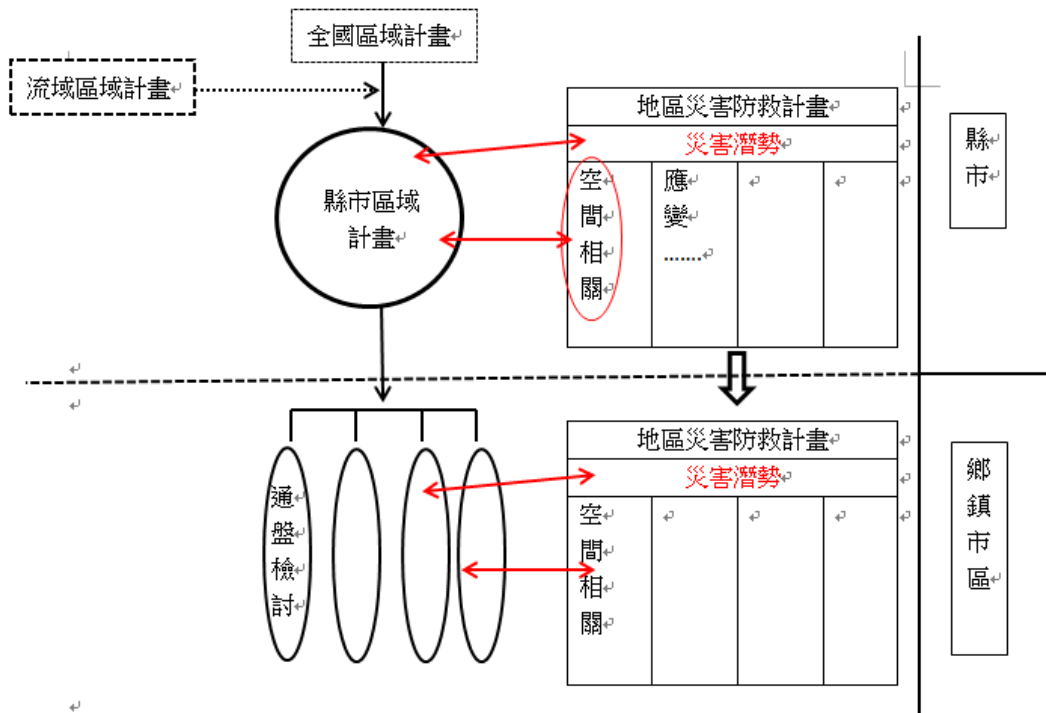 全國區域計畫
流域區域計畫
縣市區域
計畫
地區災害防救計畫
災害潛勢
空
間
相
關
應
變
.......
縣
市
通
盤
檢
討
地區災害防救計畫
災害潛勢
空
間
相
關
鄉
鎮
市
區